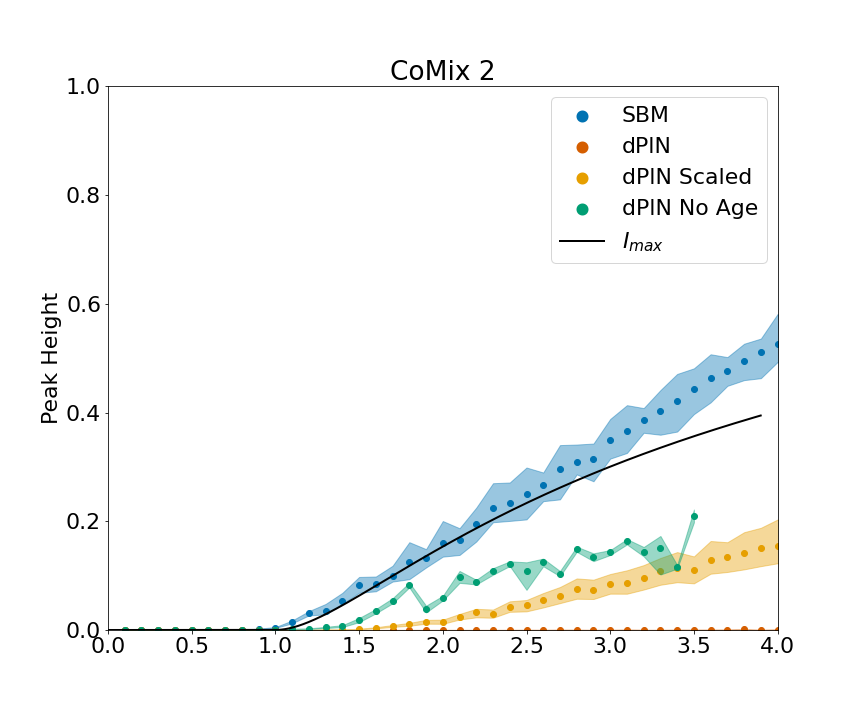 CoMix 2
1.0
0.8
0.6
0.4
0.2
0.0
Peak Height
SBM
dPIN
dPIN Scaled
dPIN No Age
I_max
0.0 0.5 1.0 1.5 2.0 2.5 3.0 3.5 4.0